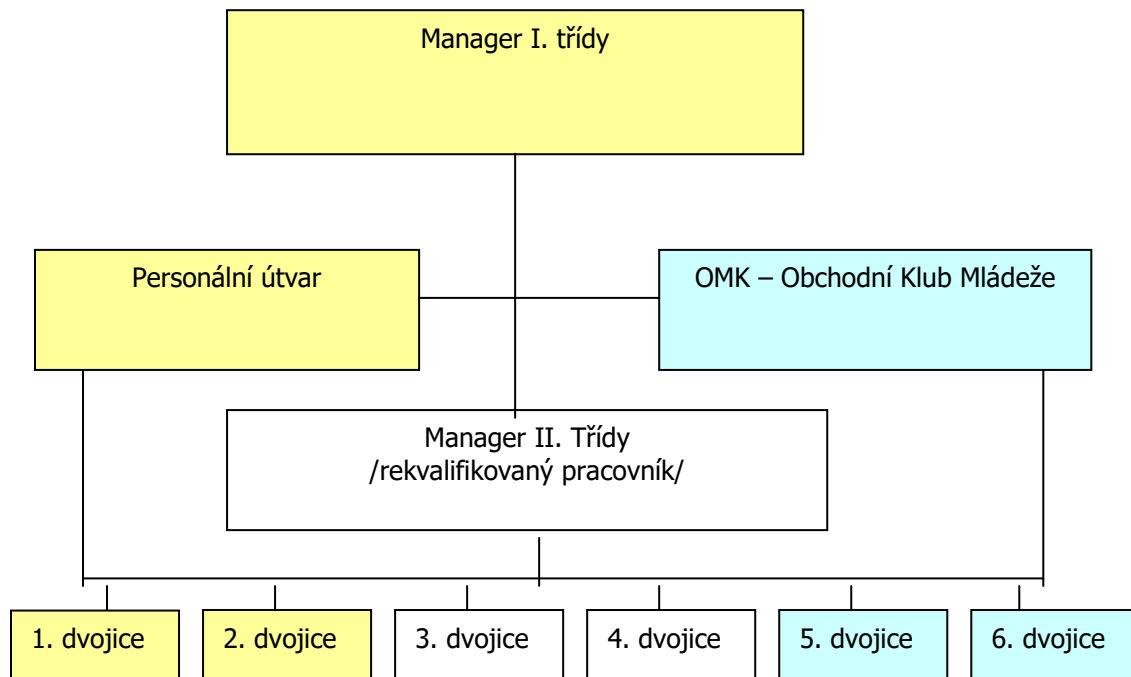 Manager I. třídy
Personální útvar
OMK – Obchodní Klub Mládeže
Manager II. Třídy
/rekvalifikovaný pracovník/
1. dvojice
2. dvojice
3. dvojice
4. dvojice
5. dvojice
6. dvojice